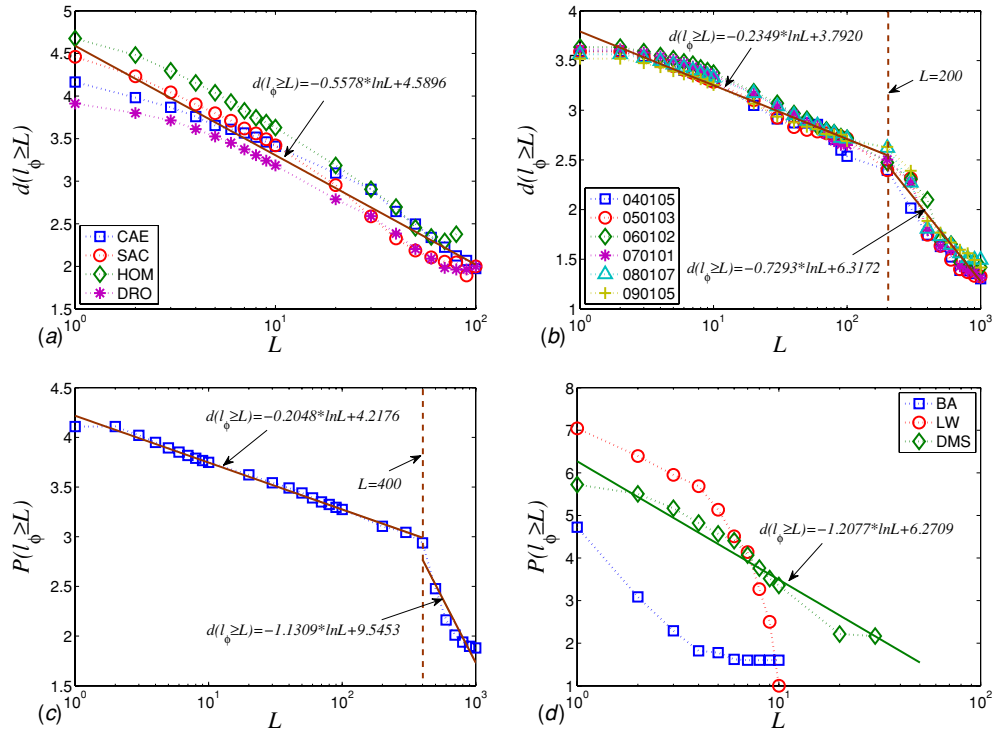 5
4.5
4
3.5
3
2.5
2
1.5
d(l_ϕ≥L)
d(l_ϕ≥L)=−0.5578*lnL+4.5896
CAE
SAC
HOM
DRO
10^0
10^1
10^2
L
(a)
4
3.5
3
2.5
2
1.5
1
d(l_ϕ≥L)
d(l_ϕ≥L)=−0.2349*lnL+3.7920
L=200
d(l_ϕ≥L)=−0.7293*lnL+6.3172
040105
050103
060102
070101
080107
090105
10^0
10^1
10^2
10^3
L
(b)
4.5
4
3.5
3
2.5
2
1.5
P(l_ϕ≥L)
d(l_ϕ≥L)=−0.2048*lnL+4.2176
L=400
d(l_ϕ≥L)=−1.1309*lnL+9.5453
10^0
10^1
10^2
10^3
L
(c)
8
7
6
5
4
3
2
1
P(l_ϕ≥L)
BA
LW
DMS
d(l_ϕ≥L)=−1.2077*lnL+6.2709
10^0
10^1
10^2
L
(d)